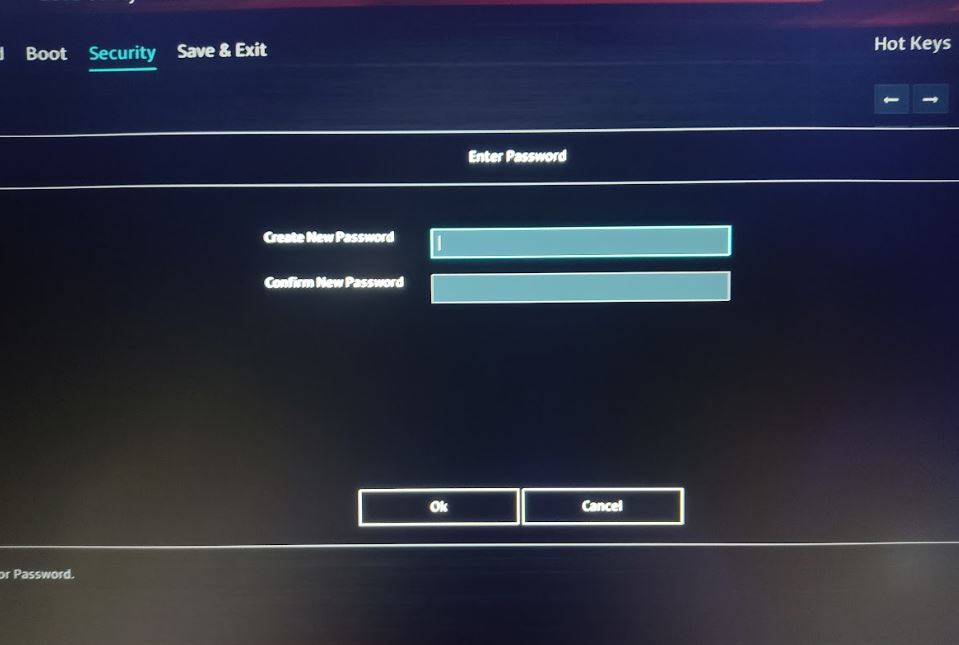 Boot Security Save & Exit Hot Keys
← →
Enter Password
Create New Password
Confirm New Password
Ok Cancel
or Password.